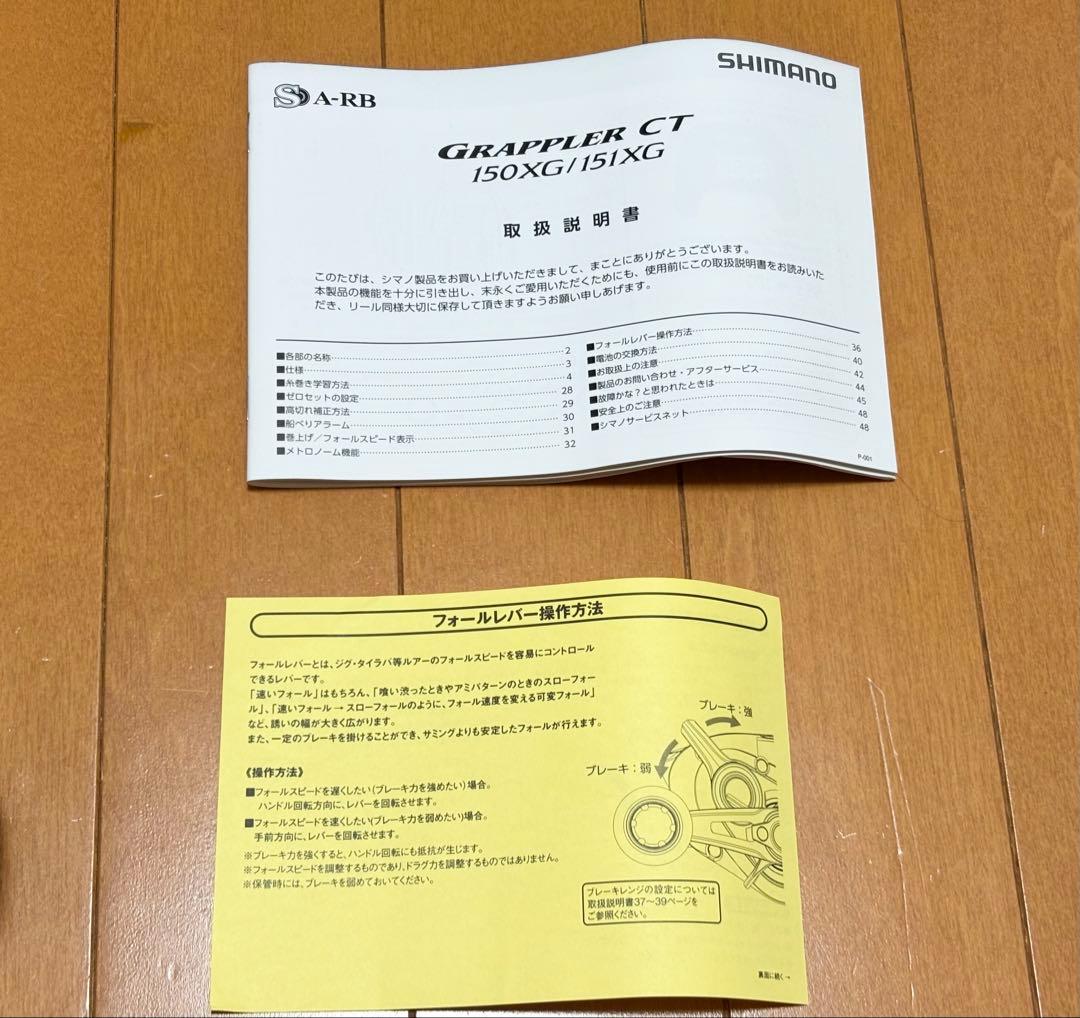 SHIMANO
S A-RB
GRAPPLER CT
150XG/151XG
取扱説明書
このたびは、シマノ製品をお買い上げいただきまして、まことにありがとうございます。
本製品の機能を十分に引き出し、末永くご愛用いただくためにも、使用前にこの取扱説明書をお読みいた
だき、リール同様大切に保存して頂きますようお願い申しあげます。
■各部の名称 2
■仕様 3
■糸巻き学習方法 4
■ゼロセットの設定 28
■高切れ補正方法 29
■船べりアラーム 30
■巻上げ/フォールスピード表示 31
■メトロノーム機能 32
■フォールレバー操作方法 36
■電池の交換方法 40
■お取扱上の注意 42
■製品のお問い合わせ・アフターサービス 44
■故障かな?と思われたときは 45
■安全上のご注意 48
■シマノサービスネット 48
P-001
フォールレバー操作方法
フォールレバーとは、ジグ・タイラバ等ルアーのフォールスピードを容易にコントロール
できるレバーです。
「速いフォール」はもちろん、「喰い渋ったときやアミパターンのときのスローフォー
ル」、「速いフォール→スローフォールのように、フォール速度を変える可変フォール」
など、誘いの幅が大きく広がります。
また、一定のブレーキを掛けることができ、サミングよりも安定したフォールが行えます。
《操作方法》
■フォールスピードを遅くしたい(ブレーキ力を強めたい)場合。
ハンドル回転方向に、レバーを回転させます。
■フォールスピードを速くしたい(ブレーキ力を弱めたい)場合。
手前方向に、レバーを回転させます。
※ブレーキ力を強くすると、ハンドル回転にも抵抗が生じます。
※フォールスピードを調整するものであり、ドラグ力を調整するものではありません。
※保管時には、ブレーキを弱めておいてください。
ブレーキ:強
ブレーキ:弱
ブレーキレンジの設定については
取扱説明書37〜39ページを
ご参照ください。
裏面に続く→